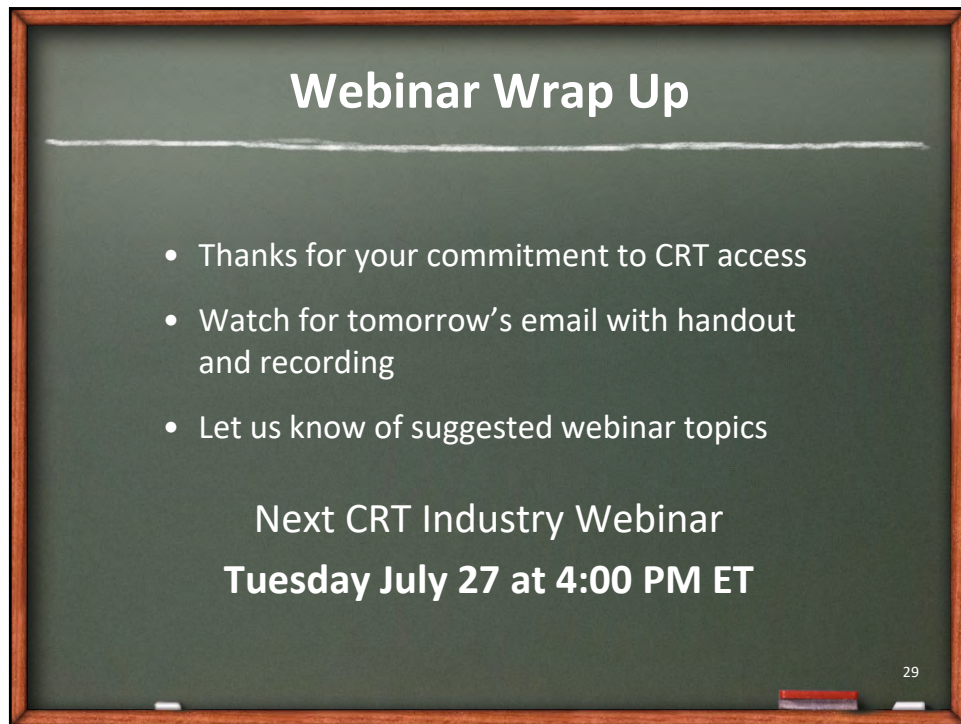 Webinar Wrap Up
• Thanks for your commitment to CRT access
• Watch for tomorrow’s email with handout
and recording
• Let us know of suggested webinar topics
Next CRT Industry Webinar
Tuesday July 27 at 4:00 PM ET
29